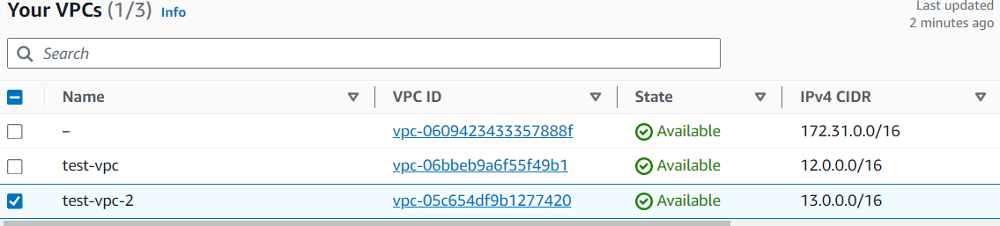 Your VPCs (1/3) Info
Last updated
2 minutes ago
Search
Name VPC ID State IPv4 CIDR
– vpc-0609423433357888f Available 172.31.0.0/16
test-vpc vpc-06bbeb9a6f55f49b1 Available 12.0.0.0/16
test-vpc-2 vpc-05c654df9b1277420 Available 13.0.0.0/16